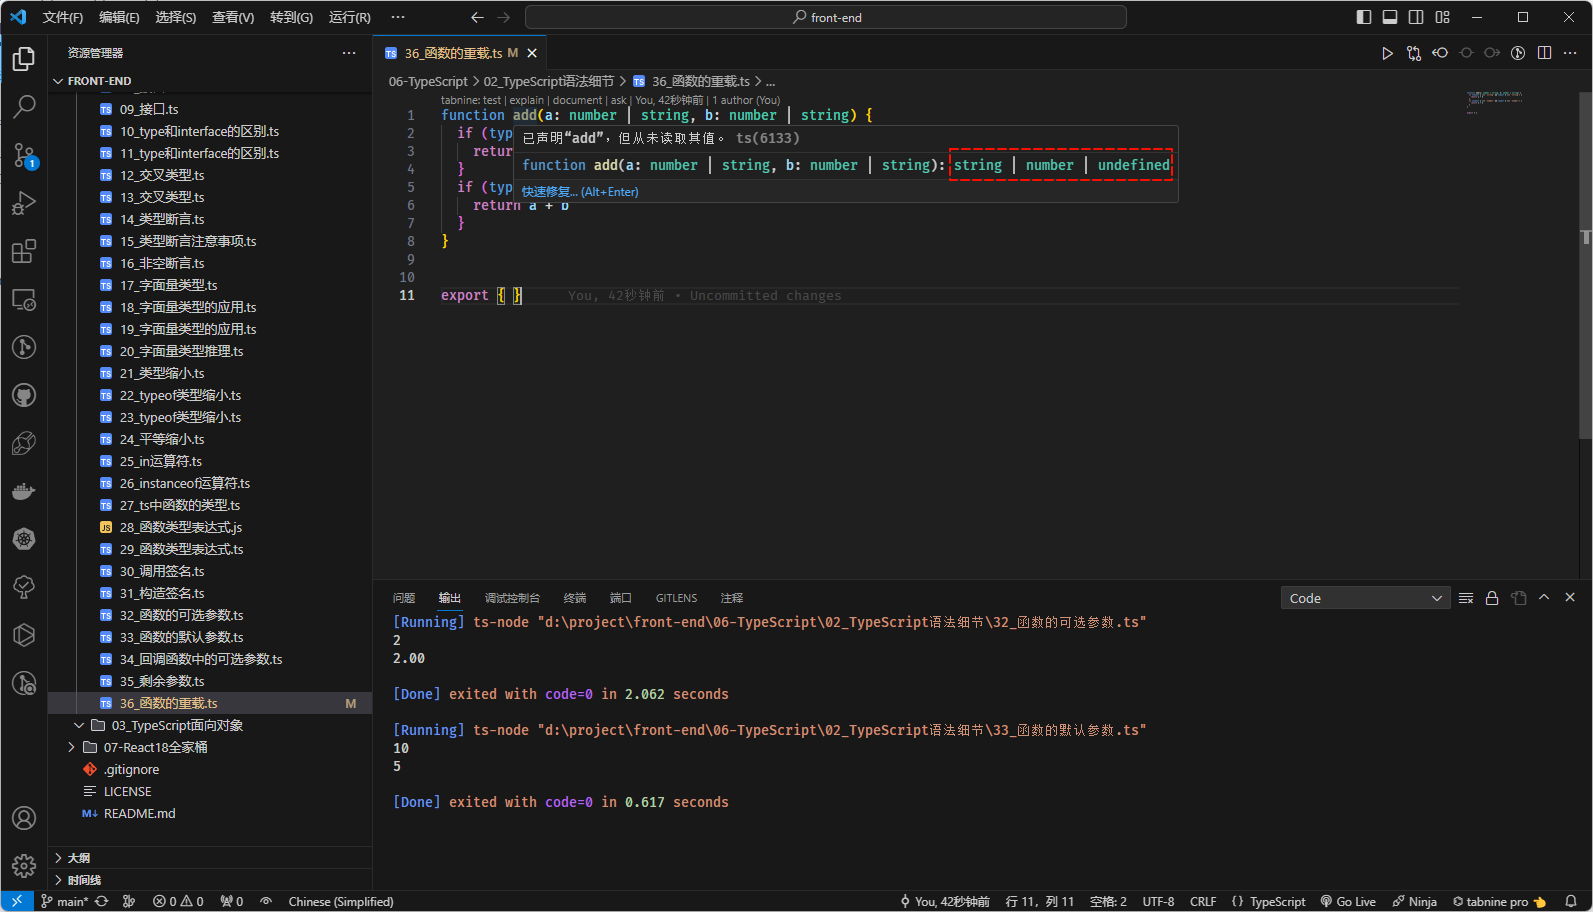 文件(F) 编辑(E) 选择(S) 查看(V) 转到(G) 运行(R) ··· front-end
资源管理器 ···
FRONT-END
09_接口.ts
10_type和interface的区别.ts
11_type和interface的区别.ts
12_交叉类型.ts
13_交叉类型.ts
14_类型断言.ts
15_类型断言注意事项.ts
16_非空断言.ts
17_字面量类型.ts
18_字面量类型的应用.ts
19_字面量类型的应用.ts
20_字面量类型推理.ts
21_类型缩小.ts
22_typeof类型缩小.ts
23_typeof类型缩小.ts
24_平等缩小.ts
25_in运算符.ts
26_instanceof运算符.ts
27_ts中函数的类型.ts
28_函数类型表达式.js
29_函数类型表达式.ts
30_调用签名.ts
31_构造签名.ts
32_函数的可选参数.ts
33_函数的默认参数.ts
34_回调函数中的可选参数.ts
35_剩余参数.ts
36_函数的重载.ts M
03_TypeScript面向对象
07-React18全家桶
.gitignore
LICENSE
README.md
大纲
时间线
36_函数的重载.ts M
06-TypeScript > 02_TypeScript语法细节 > 36_函数的重载.ts > ...
tabnine: test | explain | document | ask | You, 42秒钟前 | 1 author (You)
1 function add(a: number | string, b: number | string) {
2 if (typ
3 retur
4 }
5 if (typ
6 return a + b
7 }
8 }
9
10
11 export { } You, 42秒钟前 • Uncommitted changes
已声明“add”，但从未读取其值。 ts(6133)
function add(a: number | string, b: number | string): string | number | undefined
快速修复... (Alt+Enter)
问题 输出 调试控制台 终端 端口 GITLENS 注释 Code
[Running] ts-node "d:\project\front-end\06-TypeScript\02_TypeScript语法细节\32_函数的可选参数.ts"
2
2.00
[Done] exited with code=0 in 2.062 seconds
[Running] ts-node "d:\project\front-end\06-TypeScript\02_TypeScript语法细节\33_函数的默认参数.ts"
10
5
[Done] exited with code=0 in 0.617 seconds
main* 0 0 0 Chinese (Simplified) You, 42秒钟前 行 11, 列 11 空格: 2 UTF-8 CRLF { } TypeScript Go Live Ninja tabnine pro